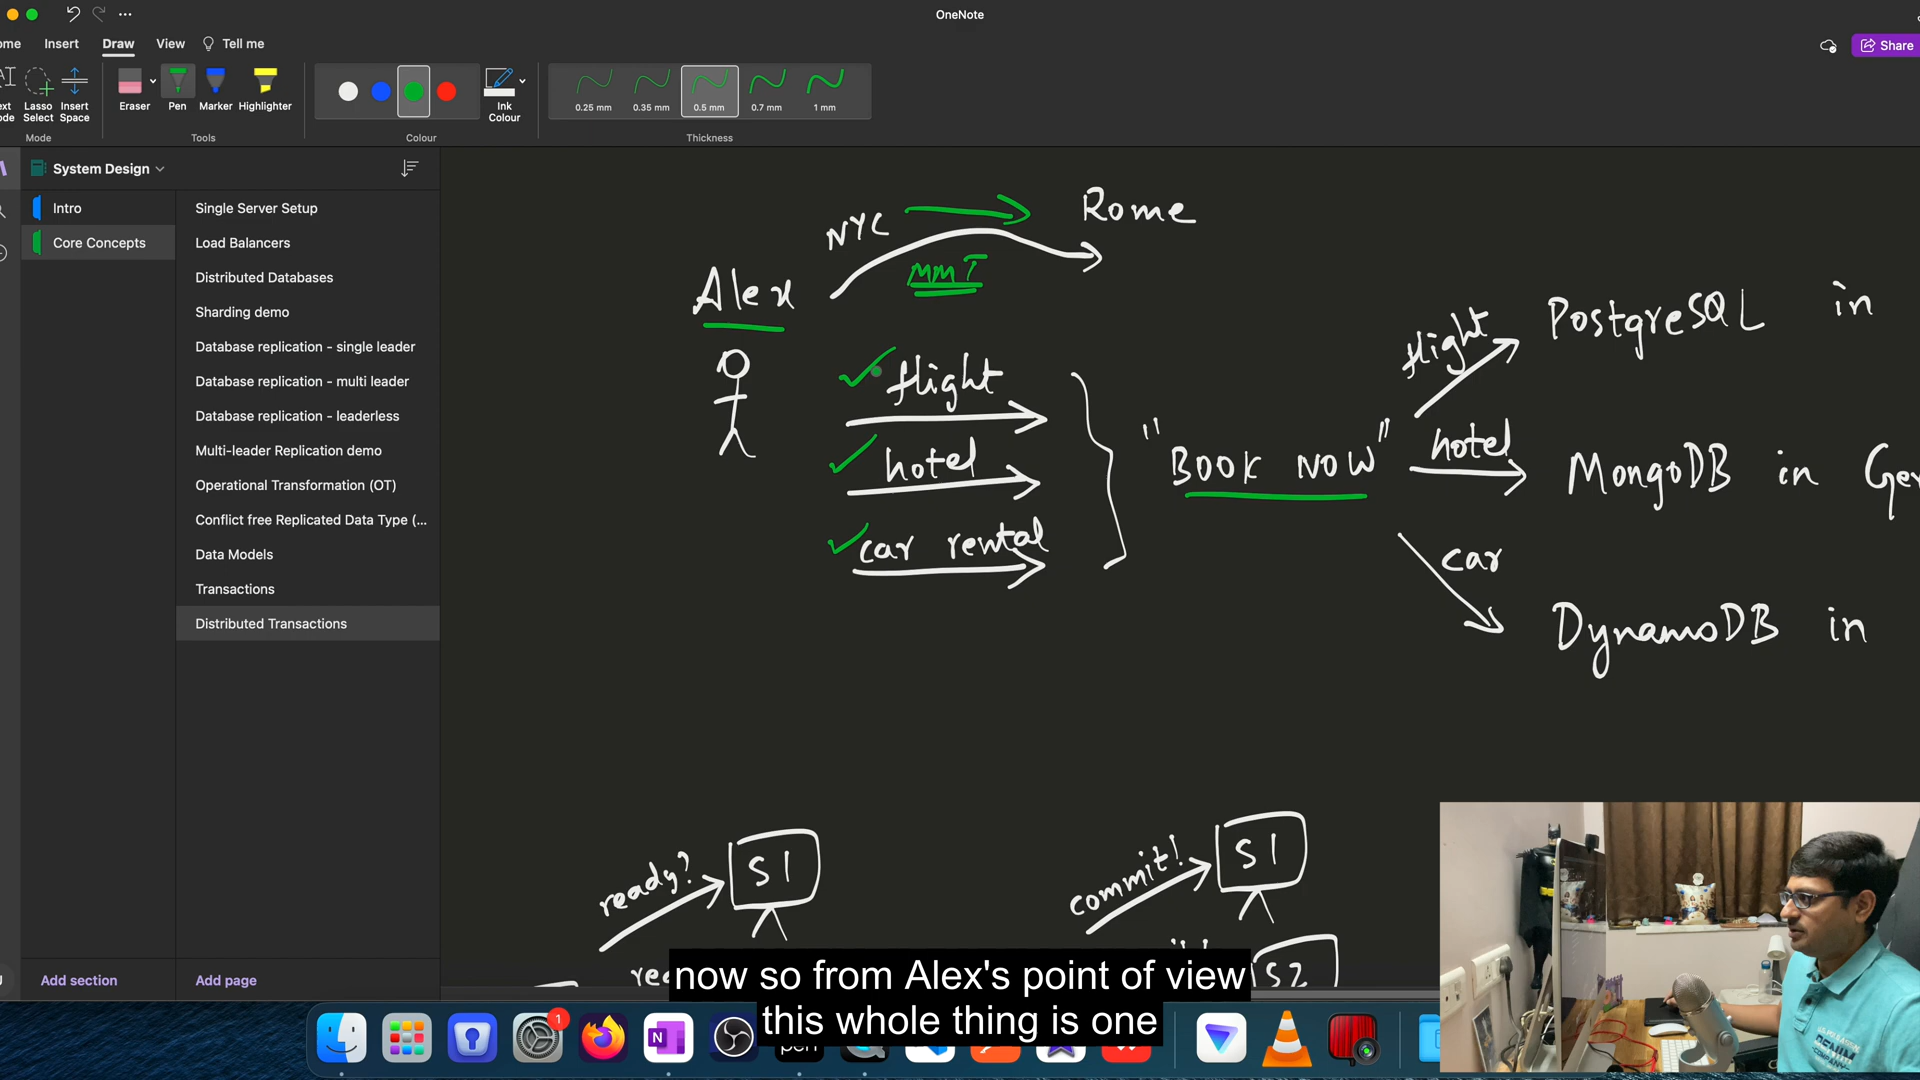 OneNote
Insert
Draw
View
Tell me
Share
Lasso Select
Insert Space
Eraser
Pen
Marker
Highlighter
Ink Colour
0.25 mm
0.35 mm
0.5 mm
0.7 mm
1 mm
Mode
Tools
Colour
Thickness
System Design
Intro
Core Concepts
Single Server Setup
Load Balancers
Distributed Databases
Sharding demo
Database replication - single leader
Database replication - multi leader
Database replication - leaderless
Multi-leader Replication demo
Operational Transformation (OT)
Conflict free Replicated Data Type (...
Data Models
Transactions
Distributed Transactions
Add section
Add page
NYC
Rome
MMT
Alex
flight
hotel
car rental
"BOOK NOW"
flight
PostgreSQL in
hotel
MongoDB in Ger
car
DynamoDB in
ready?
S1
commit!
S1
S2
now so from Alex's point of view
this whole thing is one
1